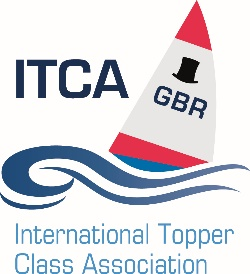 ITCA
GBR
International Topper
Class Association